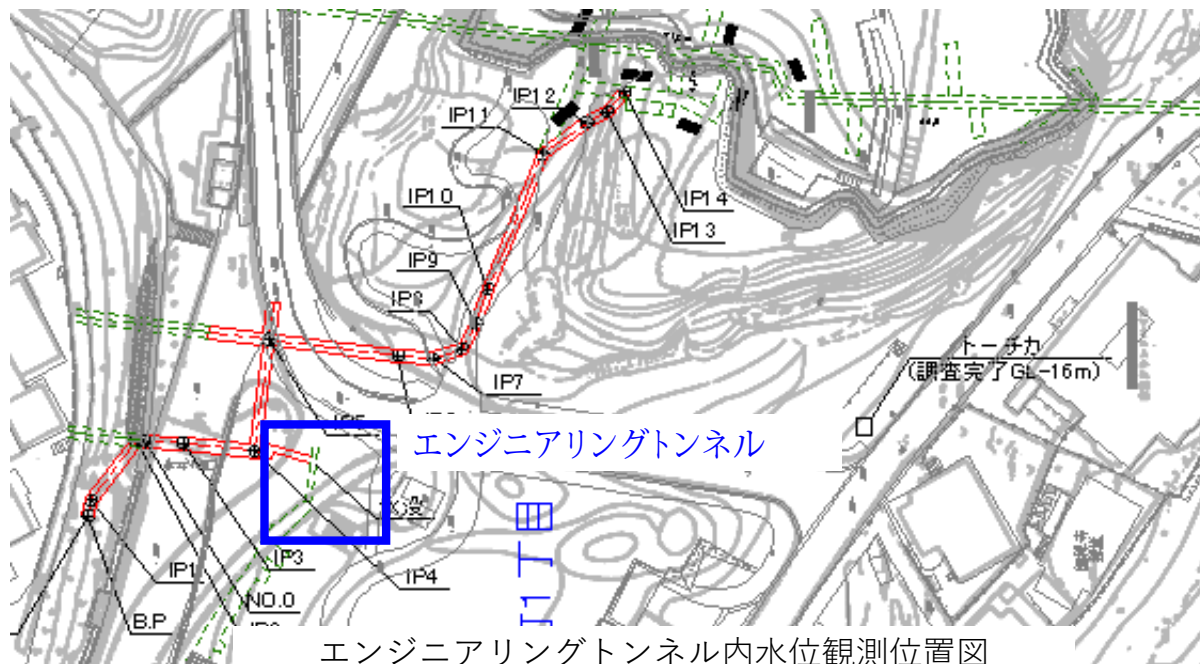 IP12
IP11
IP14
IP13
IP10
IP9
IP8
IP7
トーチカ
(調査完了GL-16m)
エンジニアリングトンネル
IP3
IP4
IP1
NO.0
B.P
エンジニアリングトンネル内水位観測位置図